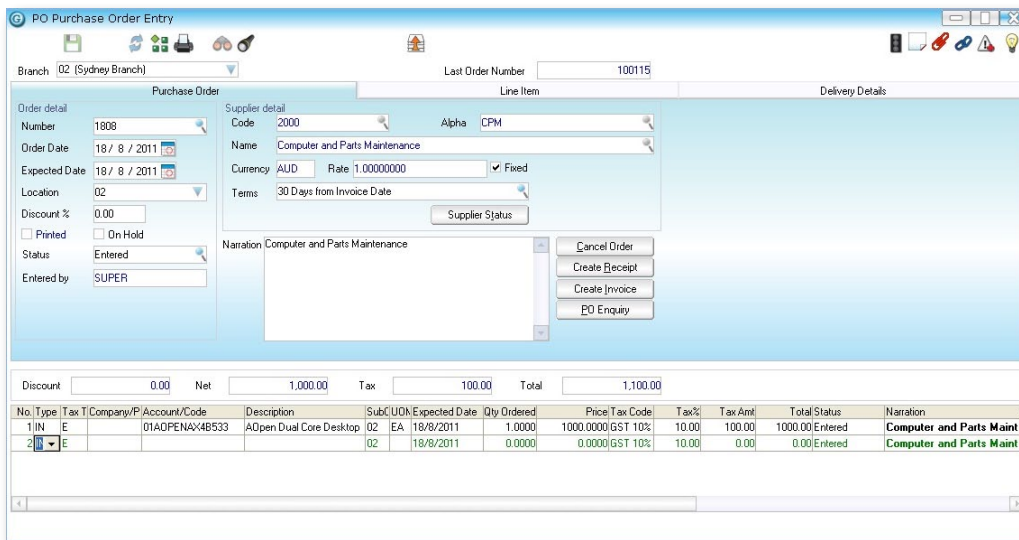 PO Purchase Order Entry
Branch 02 (Sydney Branch) Last Order Number 100115
Purchase Order Line Item Delivery Details
Order detail Supplier detail
Number 1808 Code 2000 Alpha CPM
Order Date 18/ 8 / 2011 Name Computer and Parts Maintenance
Expected Date 18/ 8 / 2011 Currency AUD Rate 1.00000000 Fixed
Location 02 Terms 30 Days from Invoice Date
Discount % 0.00 Supplier Status
Printed On Hold Narration Computer and Parts Maintenance Cancel Order
Status Entered Create Receipt
Entered by SUPER Create Invoice
PO Enquiry
Discount 0.00 Net 1,000.00 Tax 100.00 Total 1,100.00
No. Type Tax T Company/P Account/Code Description SubC UON Expected Date Qty Ordered Price Tax Code Tax% Tax Amt Total Status Narration
1 IN E 01AOPENAX4B533 AOpen Dual Core Desktop 02 EA 18/8/2011 1.0000 1000.0000 GST 10% 10.00 100.00 1000.00 Entered Computer and Parts Maint
2 IN E 02 18/8/2011 0.0000 0.0000 GST 10% 10.00 0.00 0.00 Entered Computer and Parts Maint